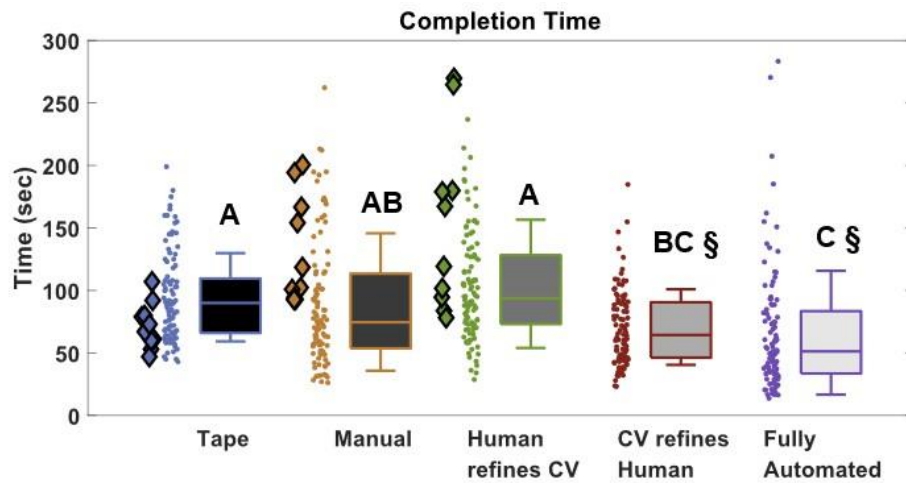 Completion Time
Time (sec)
300
250
200
150
100
50
0
A
AB
A
BC §
C §
Tape
Manual
Human
refines CV
CV refines
Human
Fully
Automated